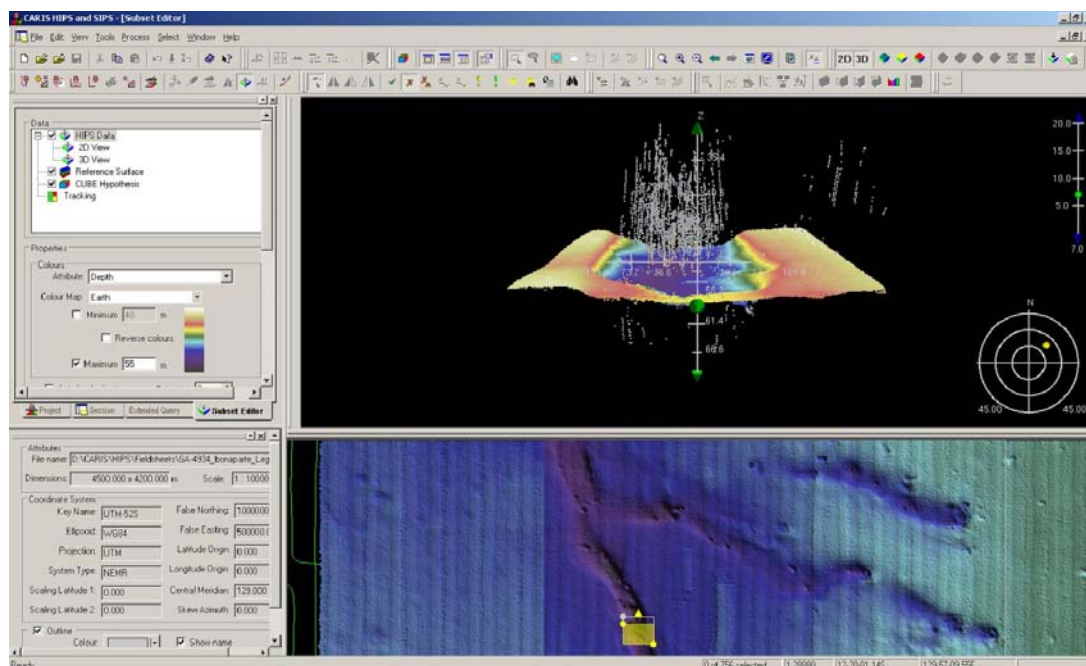 CARIS HIPS and SIPS - [Subset Editor]
File Edit View Tools Process Select Window Help
2D 3D
Data
HIPS Data
2D View
3D View
Reference Surface
CUBE Hypothesis
Tracking
Properties
Colours
Attribute: Depth
Colour Map: Earth
Minimum 40 m
Reverse colours
Maximum 55 m
Project Session Extended Query Subset Editor
Z
61.4
66.6
20.0
15.0
10.0
5.0
7.0
N
45.00 45.00
Attributes
File name: D:\CARIS\HIPS\Fieldsheets\GA-4934_bonaparte_Leg
Dimensions: 4500.000 x 4200.000 m Scale: 1:10000
Coordinate System
Key Name: UTM-52S False Northing: 1000000
Ellipsoid: WG84 False Easting: 500000.0
Projection: UTM Latitude Origin: 0.000
System Type: NEMR Longitude Origin: 0.000
Scaling Latitude 1: 0.000 Central Meridian: 129.000
Scaling Latitude 2: 0.000 Skew Azimuth: 0.000
Outline
Colour: Show name
Ready
0 of 756 selected